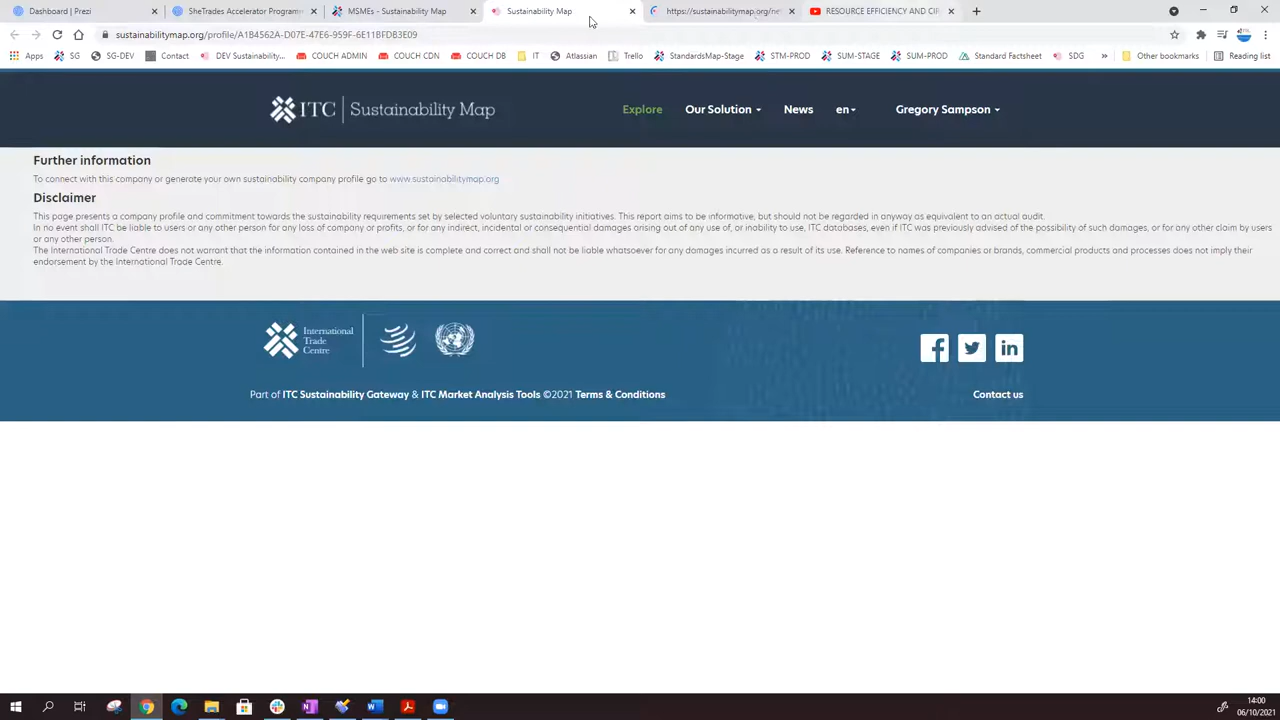 Dashboard | Prezi
SheTrades Accelerator Program
MSMEs - Sustainability Map
Sustainability Map
https://sustainabilitymap.org/ne
RESOURCE EFFICIENCY AND CIR
sustainabilitymap.org/profile/A1B4562A-D07E-47E6-959F-6E11BFDB3E09
Apps
SG
SG-DEV
Contact
DEV Sustainability...
COUCH ADMIN
COUCH CDN
COUCH DB
IT
Atlassian
Trello
StandardsMap-Stage
STM-PROD
SUM-STAGE
SUM-PROD
Standard Factsheet
SDG
»
Other bookmarks
Reading list
ITC | Sustainability Map
Explore
Our Solution
News
en
Gregory Sampson
Further information
To connect with this company or generate your own sustainability company profile go to www.sustainabilitymap.org
Disclaimer
This page presents a company profile and commitment towards the sustainability requirements set by selected voluntary sustainability initiatives. This report aims to be informative, but should not be regarded in anyway as equivalent to an actual audit.
In no event shall ITC be liable to users or any other person for any loss of company or profits, or for any indirect, incidental or consequential damages arising out of any use of, or inability to use, ITC databases, even if ITC was previously advised of the possibility of such damages, or for any other claim by users
or any other person.
The International Trade Centre does not warrant that the information contained in the web site is complete and correct and shall not be liable whatsoever for any damages incurred as a result of its use. Reference to names of companies or brands, commercial products and processes does not imply their
endorsement by the International Trade Centre.
International
Trade
Centre
Part of ITC Sustainability Gateway & ITC Market Analysis Tools ©2021 Terms & Conditions
Contact us
14:00
06/10/2021